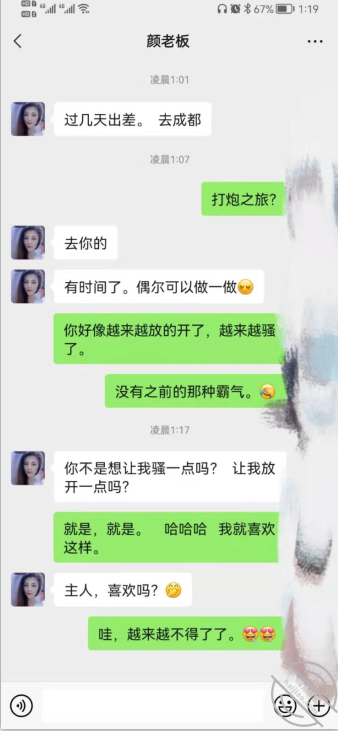 67%
1:19
颜老板
凌晨1:01
过几天出差。 去成都
凌晨1:07
打炮之旅?
去你的
有时间了。偶尔可以做一做
你好像越来越放的开了，越来越骚
了。
没有之前的那种霸气。
凌晨1:17
你不是想让我骚一点吗? 让我放
开一点吗?
就是，就是。 哈哈哈 我就喜欢
这样。
主人，喜欢吗?
哇，越来越不得了了。